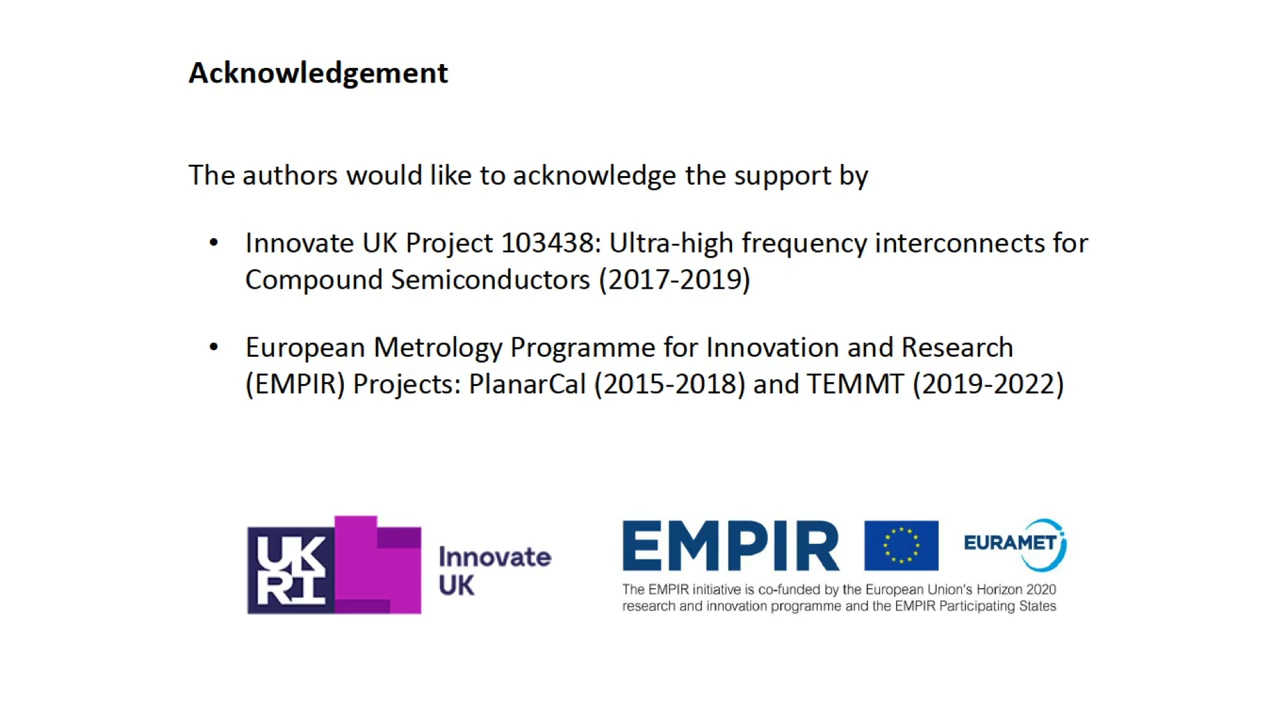 Acknowledgement
The authors would like to acknowledge the support by
• Innovate UK Project 103438: Ultra-high frequency interconnects for
Compound Semiconductors (2017-2019)
• European Metrology Programme for Innovation and Research
(EMPIR) Projects: PlanarCal (2015-2018) and TEMMT (2019-2022)
UK
RI
Innovate
UK
EMPIR
EURAMET
The EMPIR initiative is co-funded by the European Union's Horizon 2020
research and innovation programme and the EMPIR Participating States